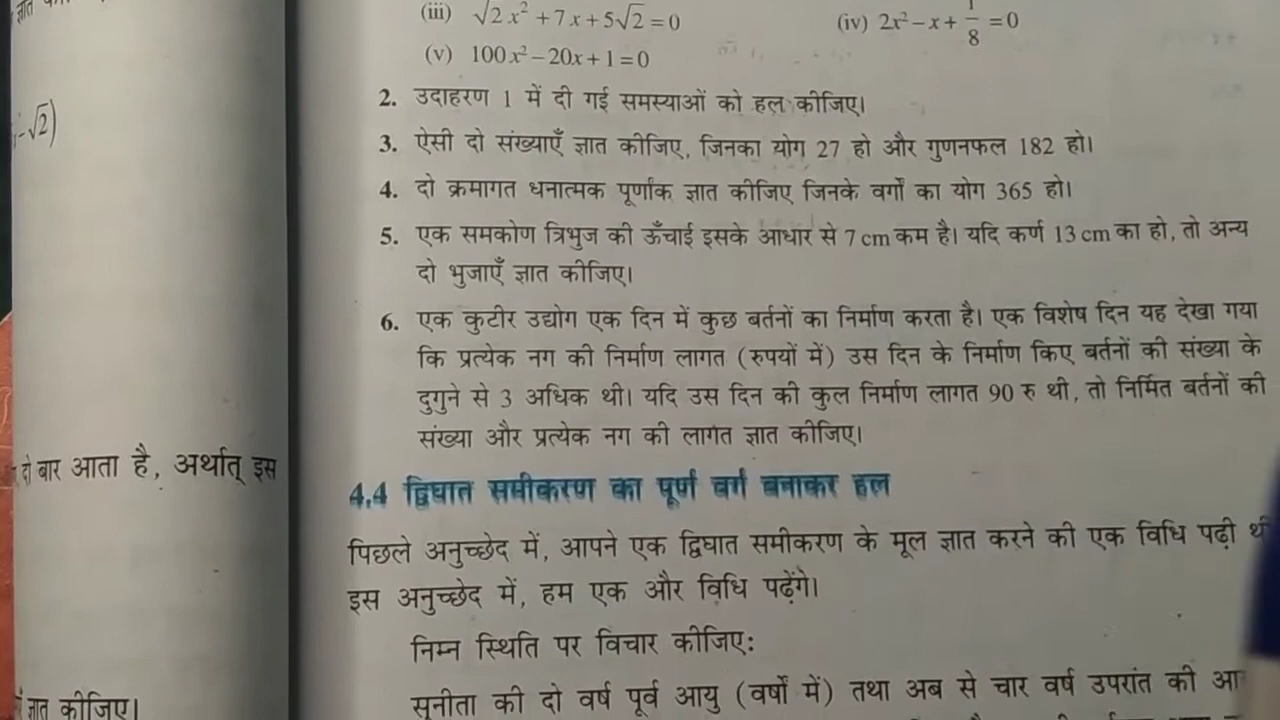 (iii) √2x² + 7x + 5√2 = 0 (iv) 2x² – x + 1/8 = 0
(v) 100x² – 20x + 1 = 0
–√2)
2. उदाहरण 1 में दी गई समस्याओं को हल कीजिए।
3. ऐसी दो संख्याएँ ज्ञात कीजिए, जिनका योग 27 हो और गुणनफल 182 हो।
4. दो क्रमागत धनात्मक पूर्णांक ज्ञात कीजिए जिनके वर्गों का योग 365 हो।
5. एक समकोण त्रिभुज की ऊँचाई इसके आधार से 7 cm कम है। यदि कर्ण 13 cm का हो, तो अन्य
दो भुजाएँ ज्ञात कीजिए।
6. एक कुटीर उद्योग एक दिन में कुछ बर्तनों का निर्माण करता है। एक विशेष दिन यह देखा गया
कि प्रत्येक नग की निर्माण लागत (रुपयों में) उस दिन के निर्माण किए बर्तनों की संख्या के
दुगुने से 3 अधिक थी। यदि उस दिन की कुल निर्माण लागत 90 रु थी, तो निर्मित बर्तनों की
संख्या और प्रत्येक नग की लागत ज्ञात कीजिए।
दो बार आता है, अर्थात् इस
4.4 द्विघात समीकरण का पूर्ण वर्ग बनाकर हल
पिछले अनुच्छेद में, आपने एक द्विघात समीकरण के मूल ज्ञात करने की एक विधि पढ़ी
इस अनुच्छेद में, हम एक और विधि पढ़ेंगे।
निम्न स्थिति पर विचार कीजिए:
सुनीता की दो वर्ष पूर्व आयु (वर्षों में) तथा अब से चार वर्ष उपरांत की
ज्ञात कीजिए।